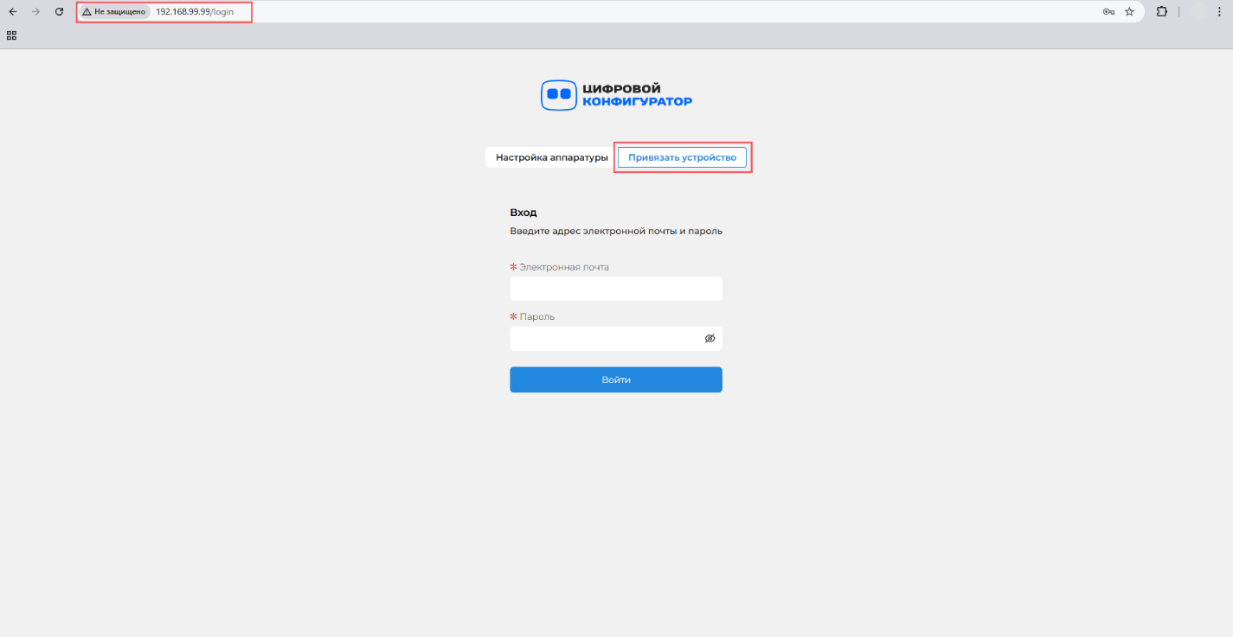 Не защищено 192.168.99.99/login
ЦИФРОВОЙ
КОНФИГУРАТОР
Настройка аппаратуры Привязать устройство
Вход
Введите адрес электронной почты и пароль
* Электронная почта
* Пароль
Войти